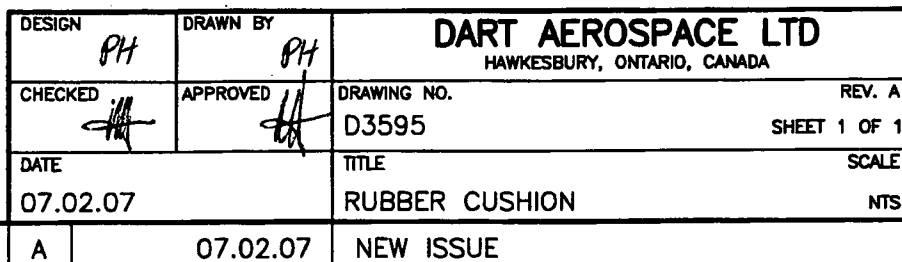 DESIGN
PH
DRAWN BY
PH
DART AEROSPACE LTD
HAWKESBURY, ONTARIO, CANADA
CHECKED
APPROVED
DRAWING NO.
D3595
REV. A
SHEET 1 OF 1
DATE
07.02.07
TITLE
RUBBER CUSHION
SCALE
NTS
A 07.02.07 NEW ISSUE